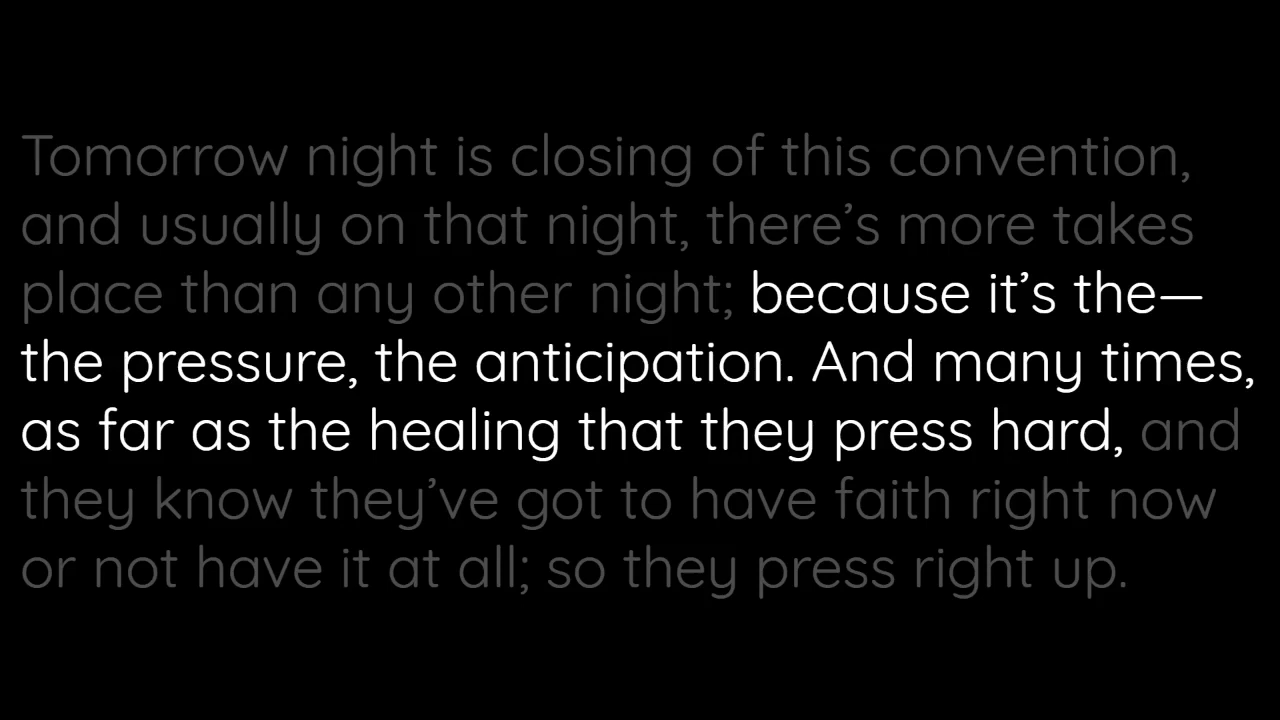 Tomorrow night is closing of this convention,
and usually on that night, there’s more takes
place than any other night; because it’s the—
the pressure, the anticipation. And many times,
as far as the healing that they press hard, and
they know they’ve got to have faith right now
or not have it at all; so they press right up.